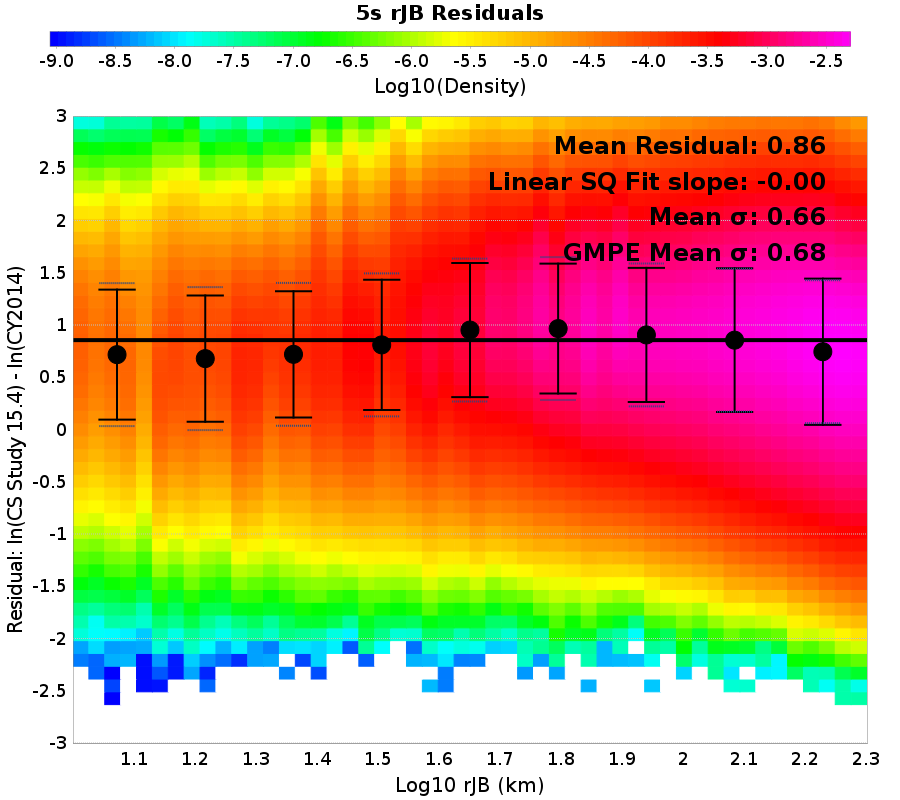 5s rJB Residuals
-9.0 -8.5 -8.0 -7.5 -7.0 -6.5 -6.0 -5.5 -5.0 -4.5 -4.0 -3.5 -3.0 -2.5
Log10(Density)
Mean Residual: 0.86
Linear SQ Fit slope: -0.00
Mean σ: 0.66
GMPE Mean σ: 0.68
Residual: ln(CS Study 15.4) - ln(CY2014)
3
2.5
2
1.5
1
0.5
0
-0.5
-1
-1.5
-2
-2.5
-3
1.1 1.2 1.3 1.4 1.5 1.6 1.7 1.8 1.9 2 2.1 2.2 2.3
Log10 rJB (km)